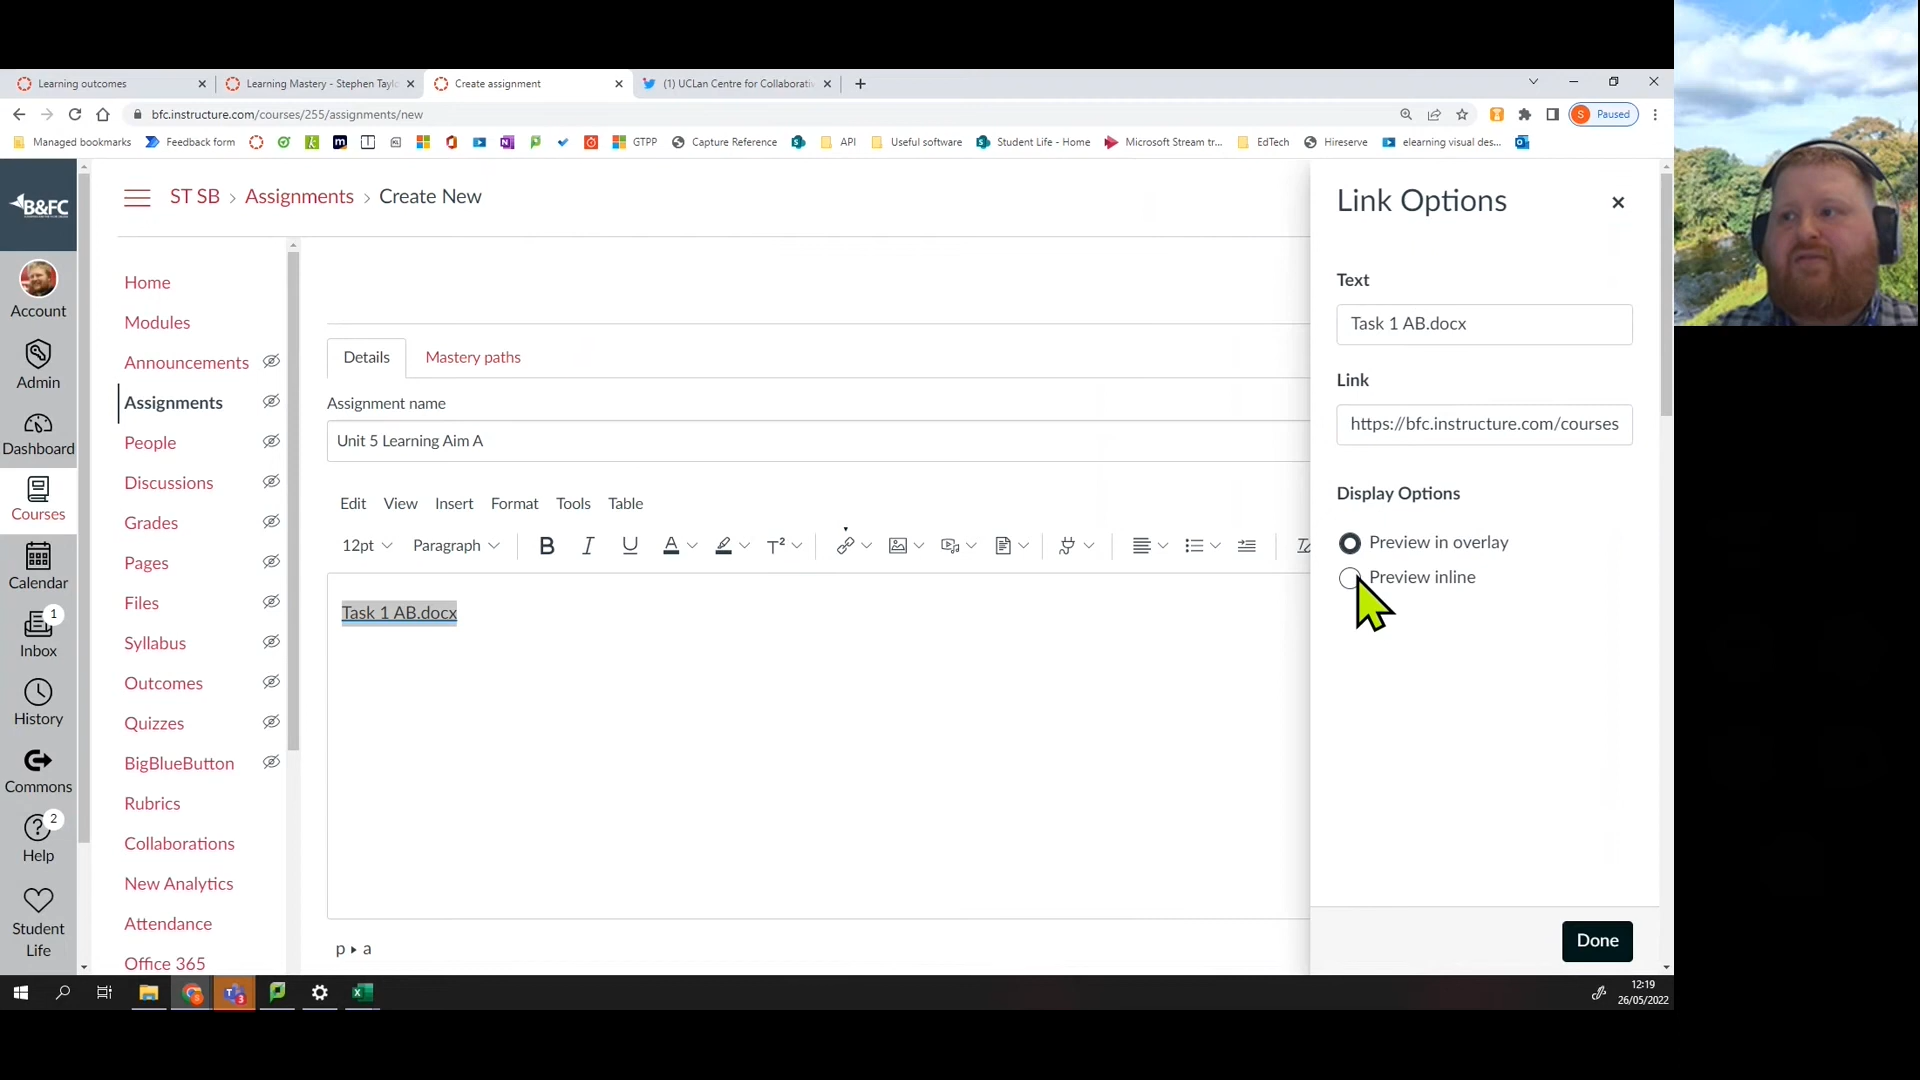 Learning outcomes
Learning Mastery - Stephen Taylo
Create assignment
(1) UCLan Centre for Collaborativ
bfc.instructure.com/courses/255/assignments/new
S Paused
Managed bookmarks
Feedback form
GTPP
Capture Reference
API
Useful software
Student Life - Home
Microsoft Stream tr...
EdTech
Hireserve
elearning visual des...
B&FC
Account
Admin
Dashboard
Courses
Calendar
1
Inbox
History
Commons
2
Help
Student
Life
ST SB > Assignments > Create New
Home
Modules
Announcements
Assignments
People
Discussions
Grades
Pages
Files
Syllabus
Outcomes
Quizzes
BigBlueButton
Rubrics
Collaborations
New Analytics
Attendance
Office 365
Details
Mastery paths
Assignment name
Unit 5 Learning Aim A
Edit View Insert Format Tools Table
12pt Paragraph B I U A T²
Task 1 AB.docx
p ▸ a
Link Options
Text
Task 1 AB.docx
Link
https://bfc.instructure.com/courses
Display Options
Preview in overlay
Preview inline
Done
12:19
26/05/2022